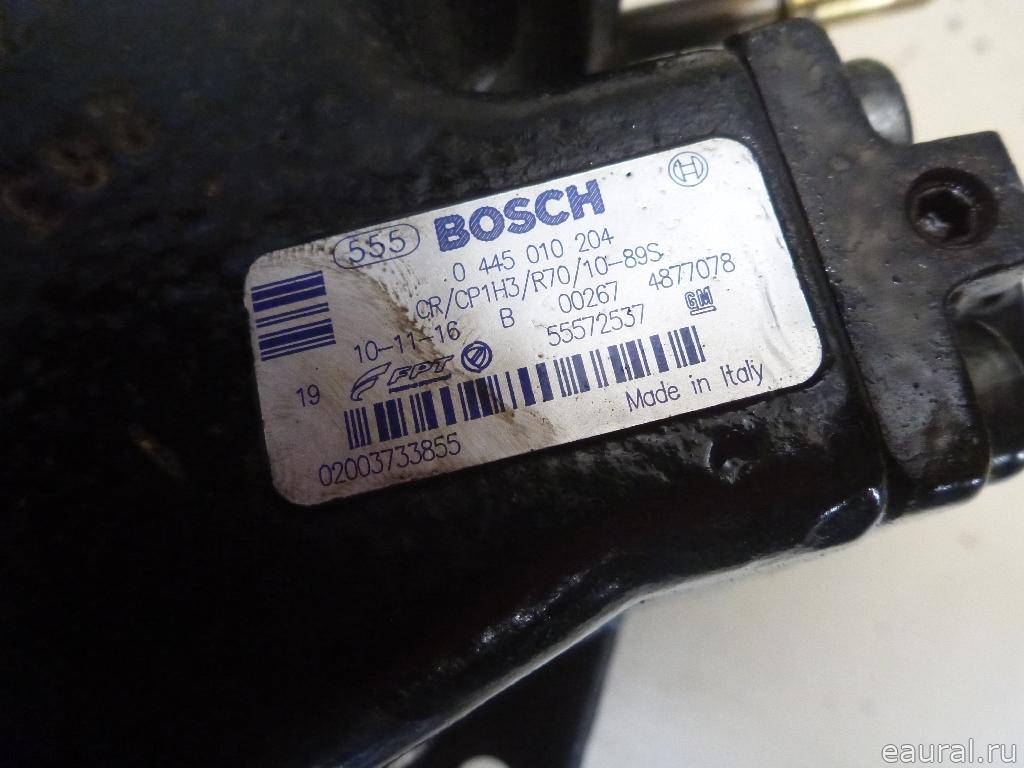 555 BOSCH H
0 445 010 204
CR/CP1H3/R70/10-89S
10-11-16 B 00267 4877078
19 FPT 55572537 GM
02003733855 Made in Italy
eaural.ru